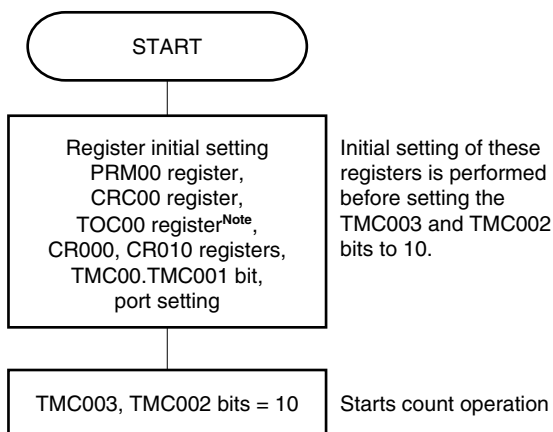 START
Register initial setting
PRM00 register,
CRC00 register,
TOC00 registerNote,
CR000, CR010 registers,
TMC00.TMC001 bit,
port setting
Initial setting of these
registers is performed
before setting the
TMC003 and TMC002
bits to 10.
TMC003, TMC002 bits = 10
Starts count operation